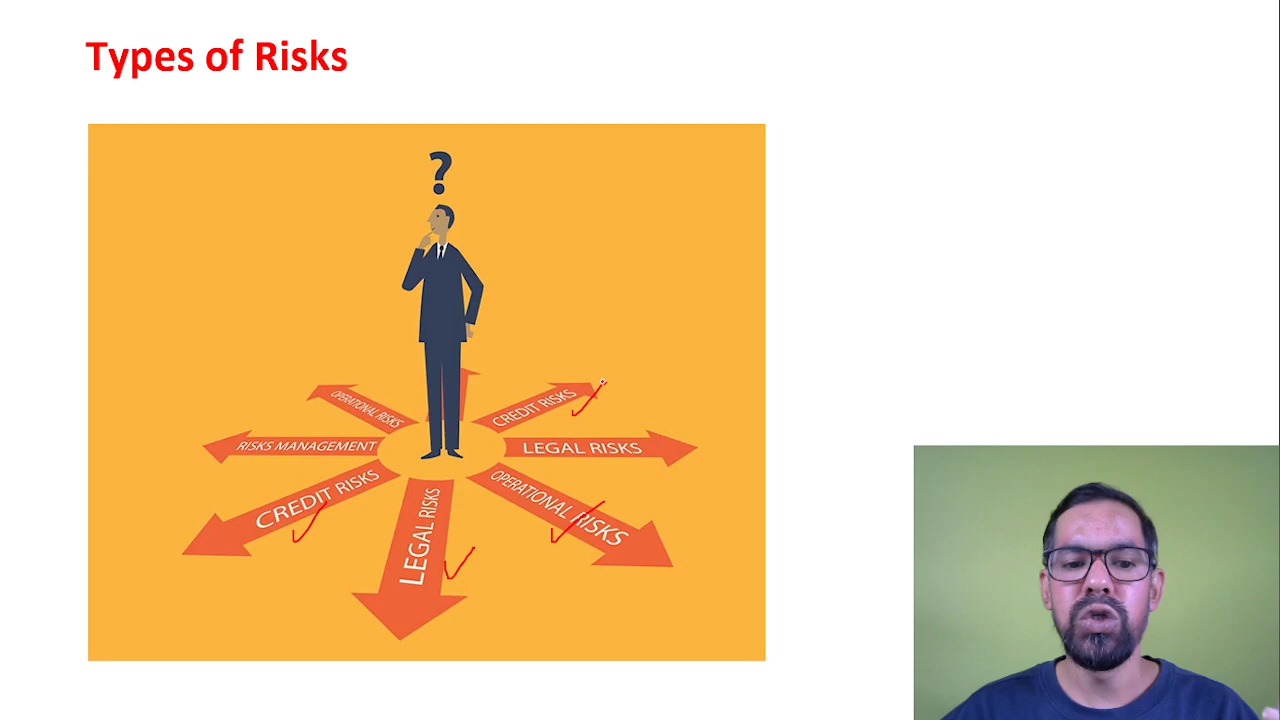 Types of Risks
?
OPERATIONAL RISKS
CREDIT RISKS
RISKS MANAGEMENT
LEGAL RISKS
CREDIT RISKS
LEGAL RISKS
OPERATIONAL RISKS